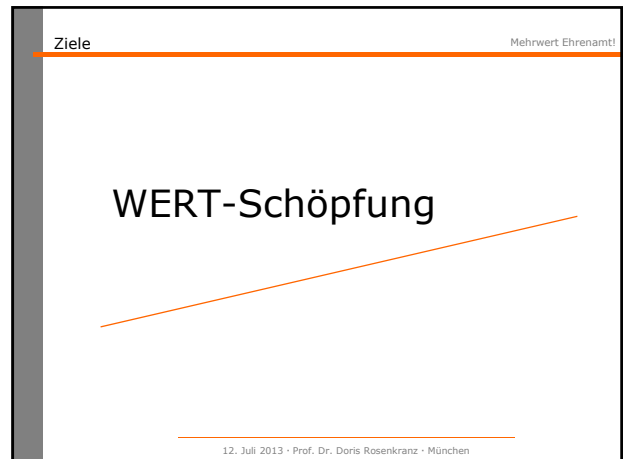 Ziele
Mehrwert Ehrenamt!
WERT-Schöpfung
12. Juli 2013 · Prof. Dr. Doris Rosenkranz · München